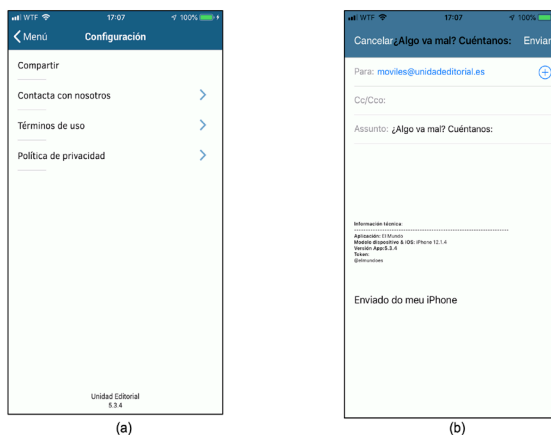 WTF 17:07 100%
Menú Configuración
Compartir
Contacta con nosotros
Términos de uso
Política de privacidad
Unidad Editorial
5.3.4
(a)
WTF 17:07 100%
Cancelar ¿Algo va mal? Cuéntanos: Enviar
Para: moviles@unidadeditorial.es
Cc/Cco:
Asunto: ¿Algo va mal? Cuéntanos:
Información técnica:
Aplicación: El Mundo
Modelo dispositivo & iOS: iPhone 12.1.4
Versión App:5.3.4
Token:
@elmundoes
Enviado do meu iPhone
(b)